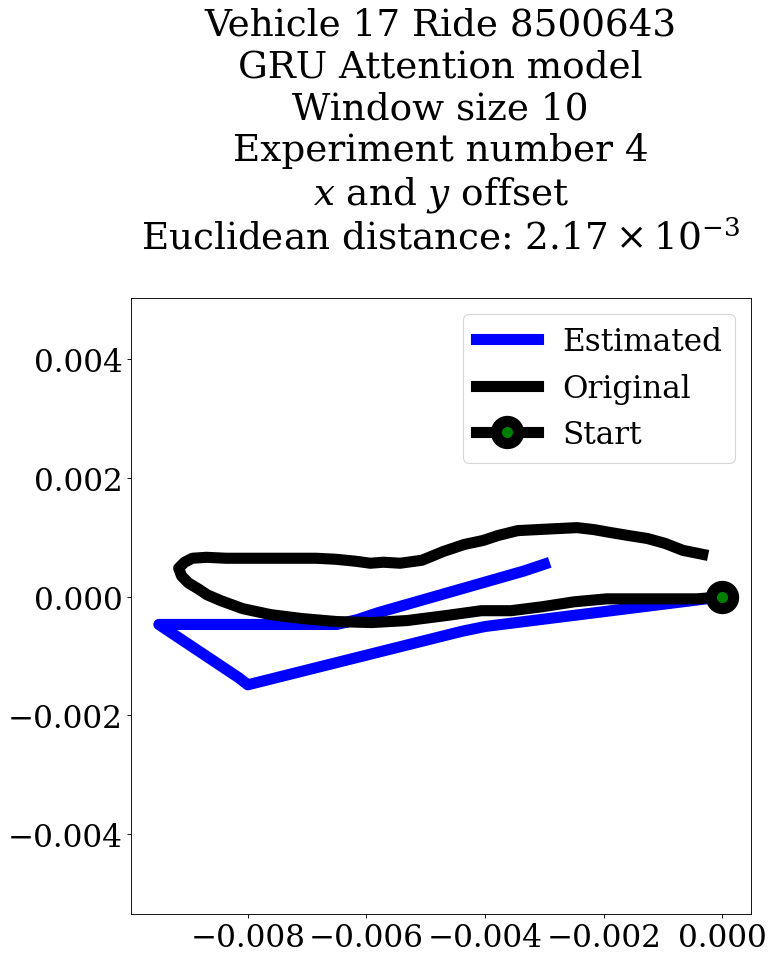 Vehicle 17 Ride 8500643
GRU Attention model
Window size 10
Experiment number 4
x and y offset
Euclidean distance: 2.17 × 10⁻³
Estimated
Original
Start
0.004
0.002
0.000
−0.002
−0.004
−0.008 −0.006 −0.004 −0.002 0.000